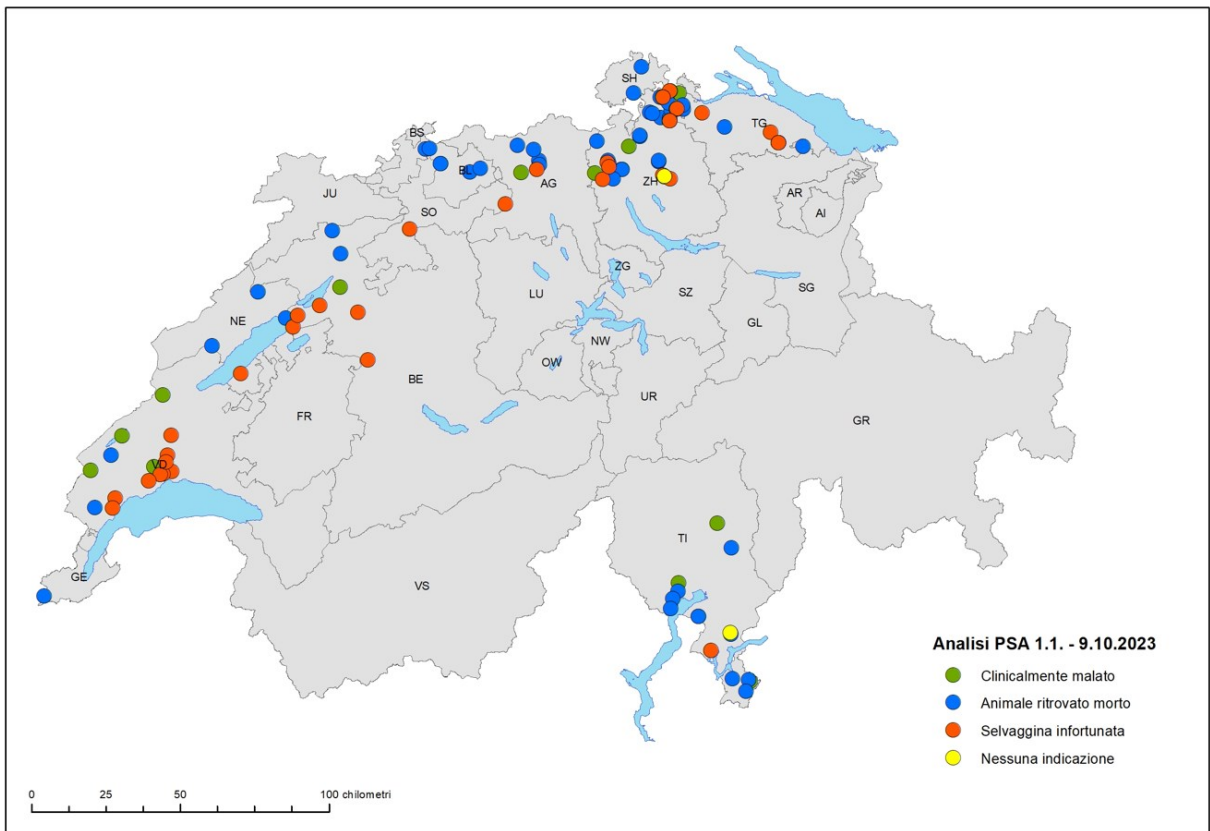 SH
BS
TG
BL
AG
ZH
JU
AR
AI
SO
ZG
LU
SZ
SG
NE
GL
NW
OW
BE
UR
FR
GR
VD
TI
GE
VS
Analisi PSA 1.1. - 9.10.2023
Clinicalmente malato
Animale ritrovato morto
Selvaggina infortunata
Nessuna indicazione
0 25 50 100 chilometri